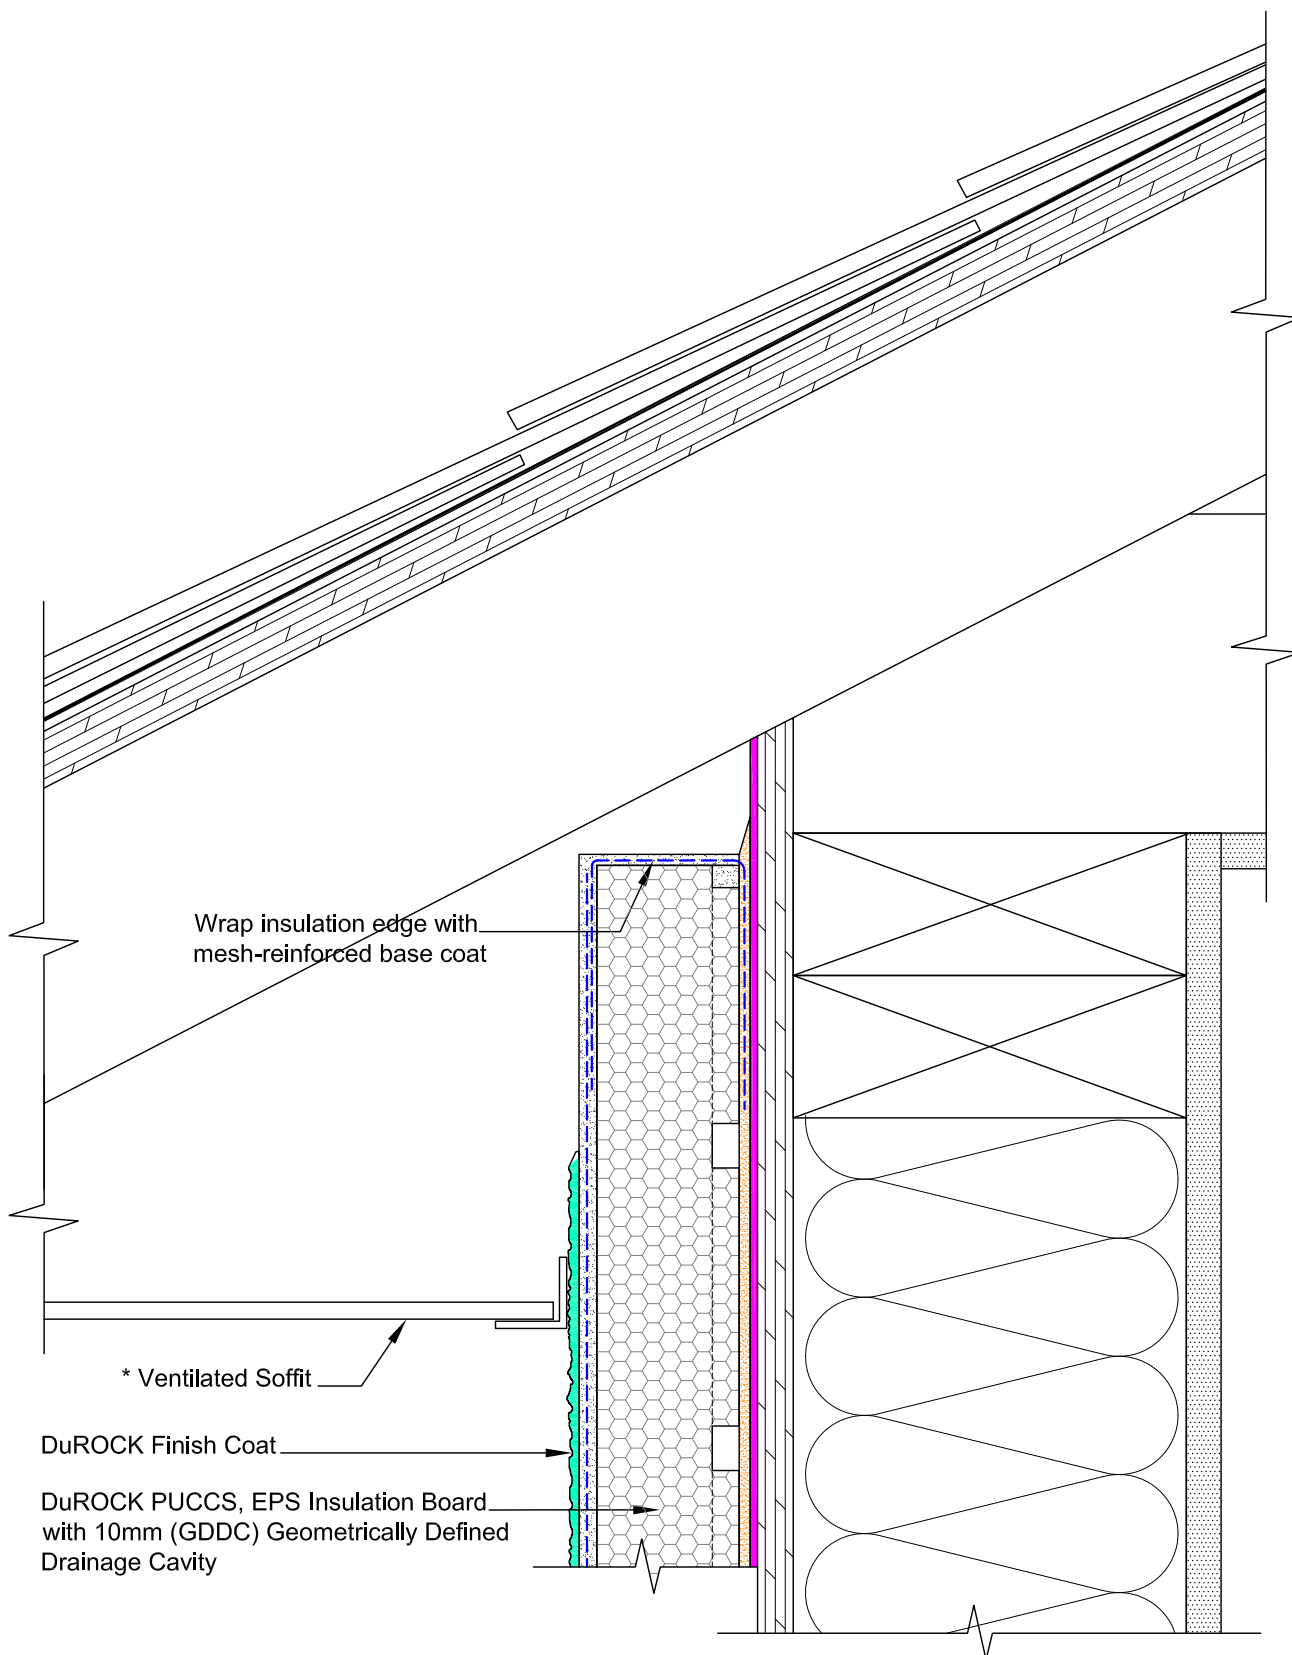 Wrap insulation edge with
mesh-reinforced base coat
* Ventilated Soffit
DuROCK Finish Coat
DuROCK PUCCS, EPS Insulation Board
with 10mm (GDDC) Geometrically Defined
Drainage Cavity